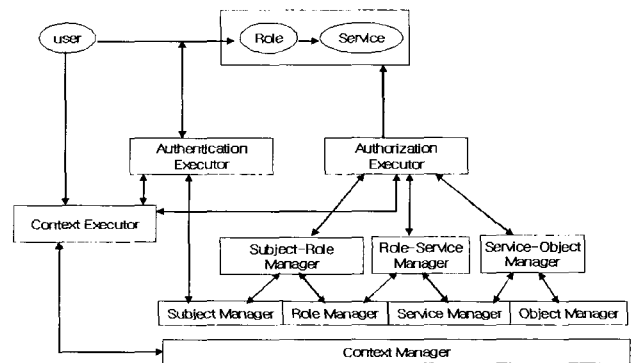 user
Role
Service
Authentication
Executor
Authorization
Executor
Context Executor
Subject-Role
Manager
Role-Service
Manager
Service-Object
Manager
Subject Manager
Role Manager
Service Manager
Object Manager
Context Manager